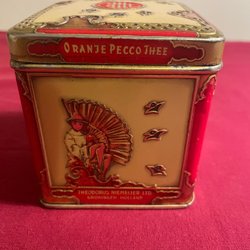 ORANJE PECCO THEE
THEODORUS NIEMEIJER LTD.
GRONINGEN HOLLAND